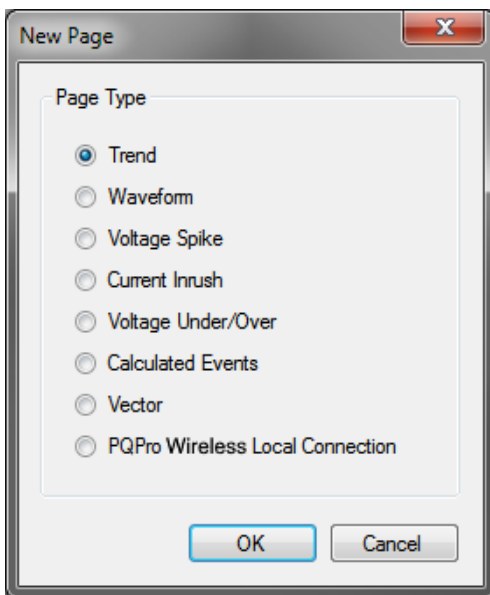 New Page
Page Type
Trend
Waveform
Voltage Spike
Current Inrush
Voltage Under/Over
Calculated Events
Vector
PQPro Wireless Local Connection
OK
Cancel